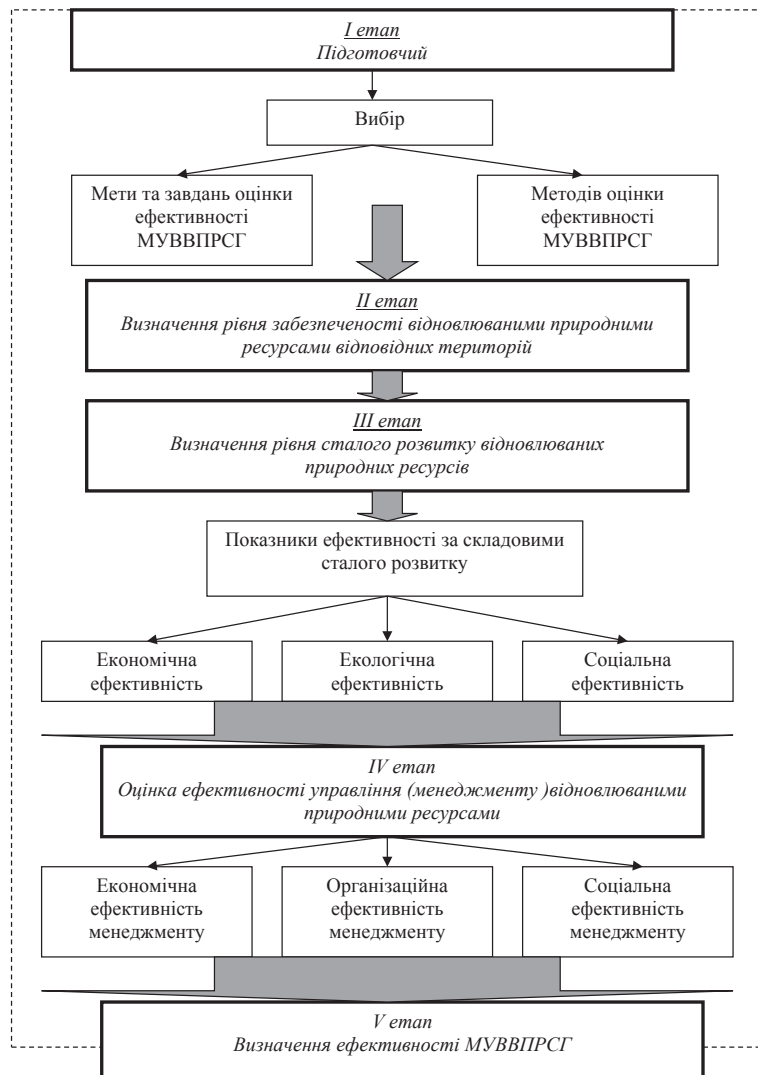 І етап
Підготовчий
Вибір
Мети та завдань оцінки
ефективності
МУВВПРСГ
Методів оцінки
ефективності
МУВВПРСГ
ІІ етап
Визначення рівня забезпеченості відновлюваними природними
ресурсами відповідних територій
ІІІ етап
Визначення рівня сталого розвитку відновлюваних
природних ресурсів
Показники ефективності за складовими
сталого розвитку
Економічна
ефективність
Екологічна
ефективність
Соціальна
ефективність
IV етап
Оцінка ефективності управління (менеджменту )відновлюваними
природними ресурсами
Економічна
ефективність
менеджменту
Організаційна
ефективність
менеджменту
Соціальна
ефективність
менеджменту
V етап
Визначення ефективності МУВВПРСГ